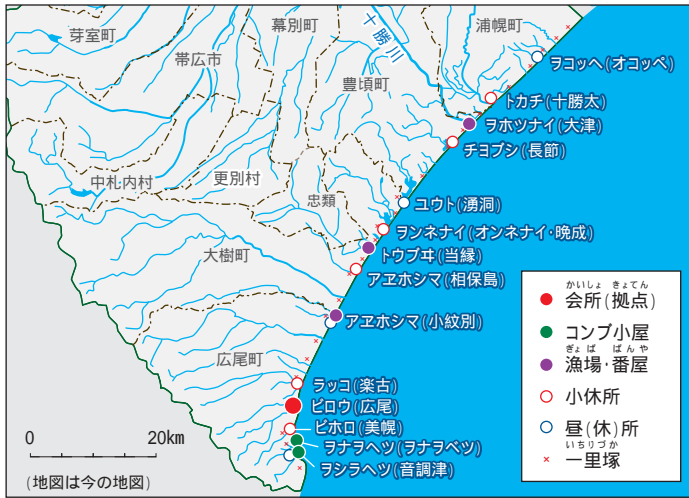 芽室町
幕別町
浦幌町
帯広市
十勝川
豊頃町
ヲコッヘ(オコッペ)
トカチ(十勝太)
ヲホツナイ(大津)
チヨブシ(長節)
中札内村
更別村
忠類
ユウト(湧洞)
ヲンネナイ(オンネナイ・晩成)
大樹町
トウブヰ(当縁)
アヱホシマ(相保島)
アヱホシマ(小紋別)
広尾町
ラッコ(楽古)
ビロウ(広尾)
ピホロ(美幌)
ヲナヲヘツ(ヲナヲベツ)
ヲシラヘツ(音調津)
0 20km
(地図は今の地図)
かいしょ きょてん
会所(拠点)
コンブ小屋
ぎょば ばんや
漁場・番屋
小休所
昼(休)所
いちりづか
一里塚